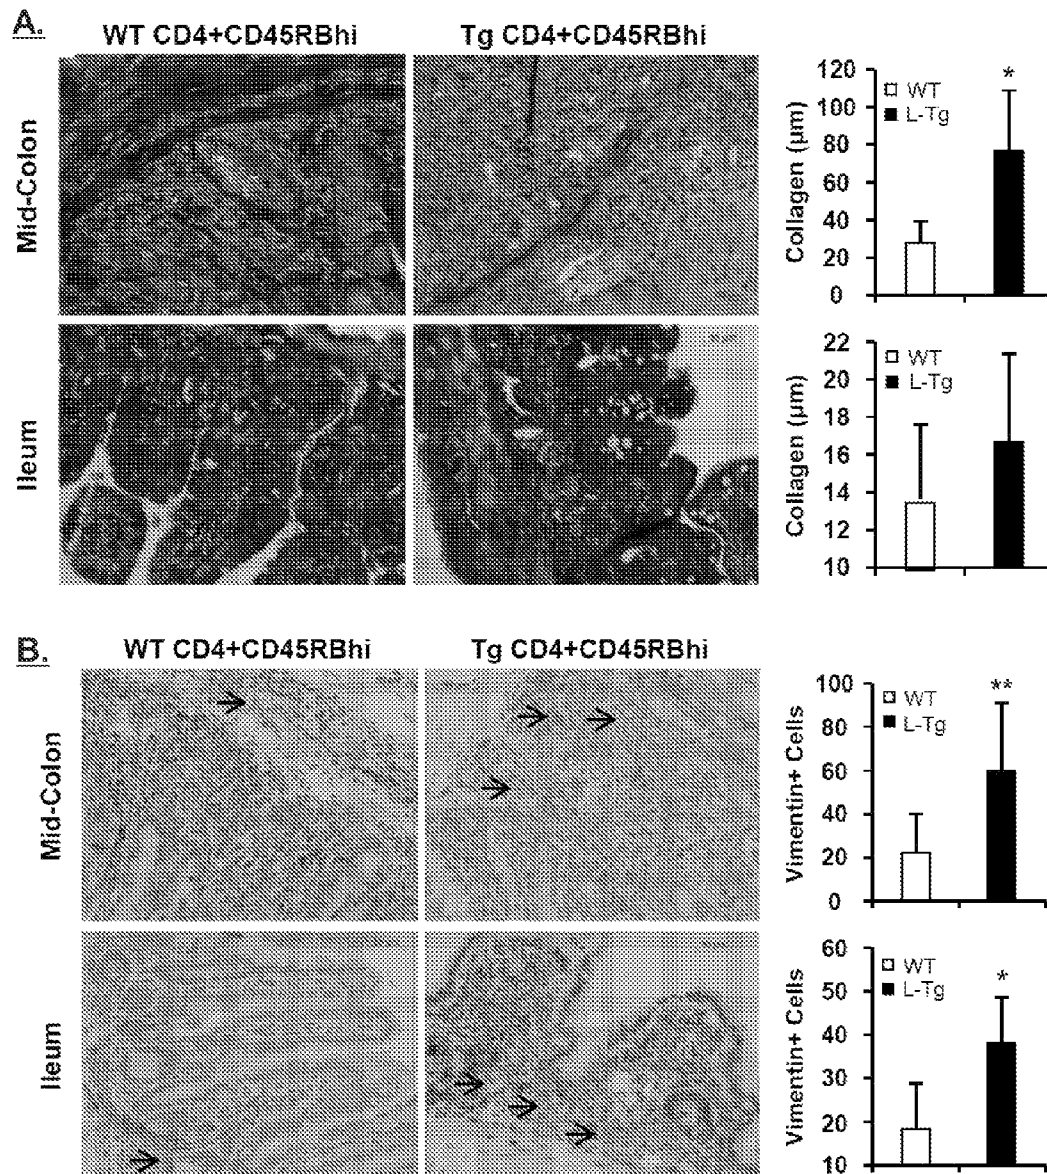 A.
WT CD4+CD45RBhi
Tg CD4+CD45RBhi
Mid-Colon
Ileum
Collagen (μm)
120
100
80
60
40
20
0
WT
L-Tg
*
Collagen (μm)
22
20
18
16
14
12
10
WT
L-Tg
B.
WT CD4+CD45RBhi
Tg CD4+CD45RBhi
Mid-Colon
Ileum
Vimentin+ Cells
100
80
60
40
20
0
WT
L-Tg
**
Vimentin+ Cells
60
50
40
30
20
10
WT
L-Tg
*